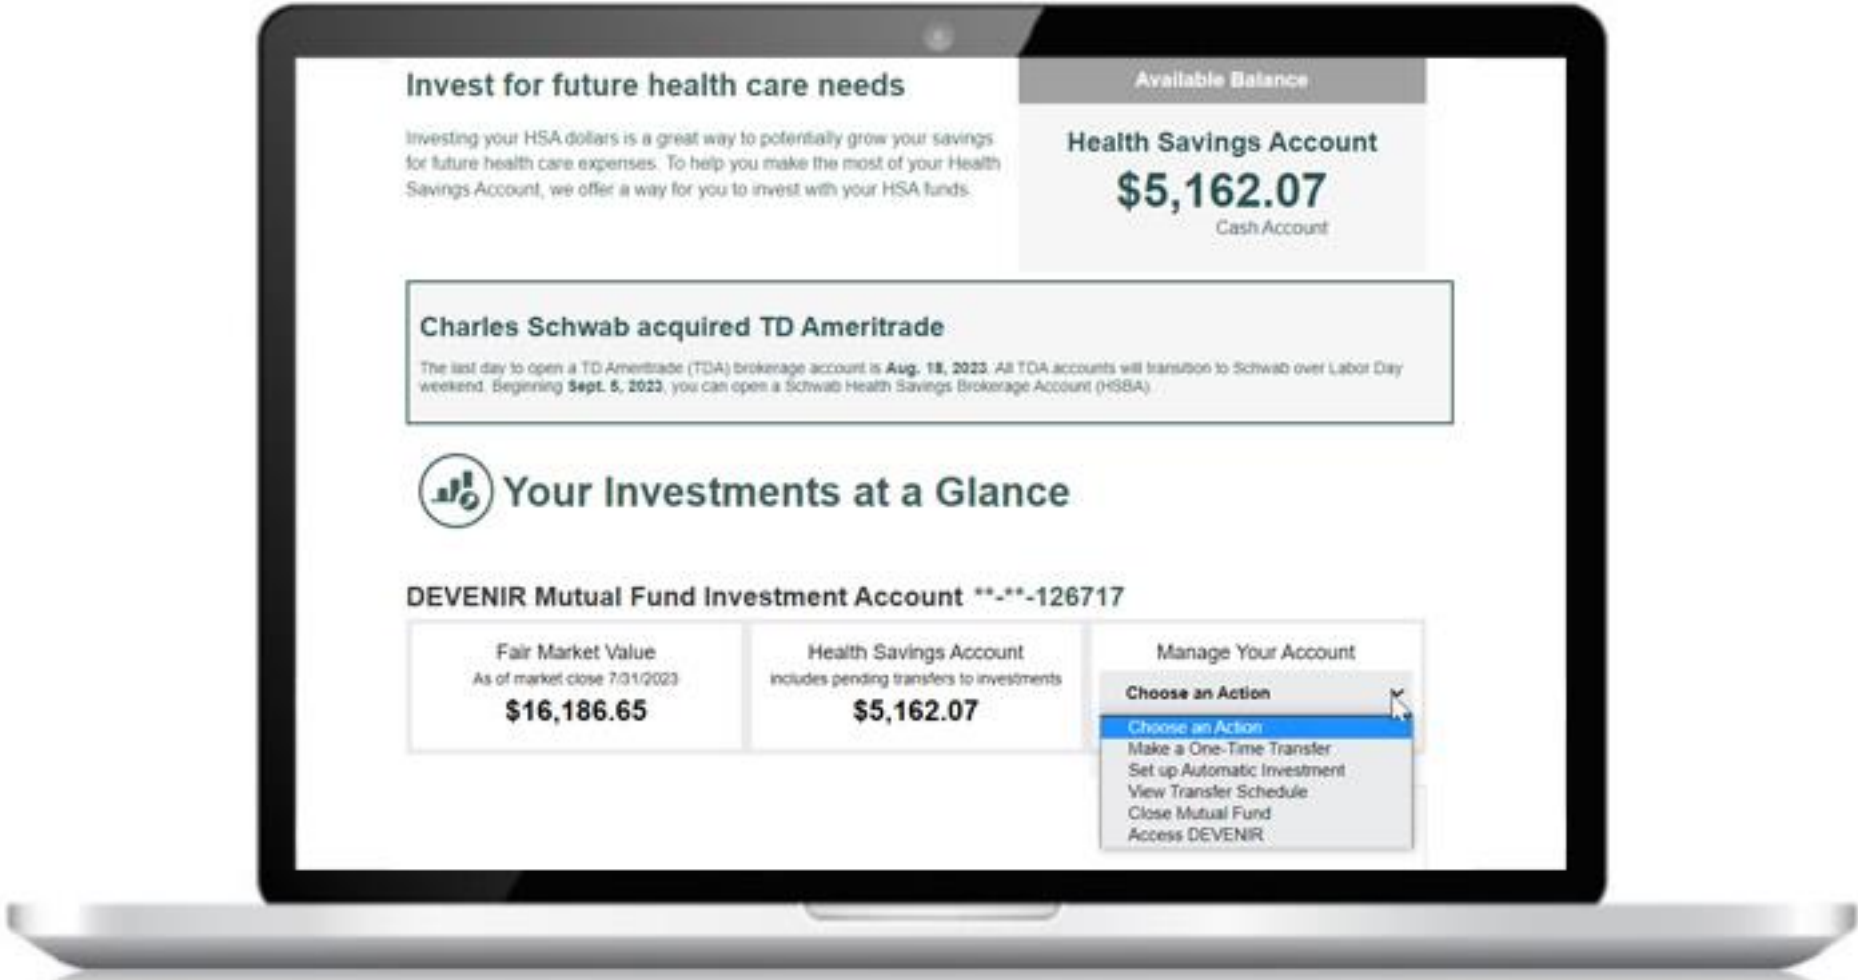 Invest for future health care needs
Investing your HSA dollars is a great way to potentially grow your savings
for future health care expenses. To help you make the most of your Health
Savings Account, we offer a way for you to invest with your HSA funds.
Available Balance
Health Savings Account
$5,162.07
Cash Account
Charles Schwab acquired TD Ameritrade
The last day to open a TD Ameritrade (TDA) brokerage account is Aug. 18, 2023. All TDA accounts will transition to Schwab over Labor Day
weekend. Beginning Sept. 5, 2023, you can open a Schwab Health Savings Brokerage Account (HSBA).
Your Investments at a Glance
DEVENIR Mutual Fund Investment Account **-**-126717
Fair Market Value
As of market close 7/31/2023
$16,186.65
Health Savings Account
includes pending transfers to investments
$5,162.07
Manage Your Account
Choose an Action
Choose an Action
Make a One-Time Transfer
Set up Automatic Investment
View Transfer Schedule
Close Mutual Fund
Access DEVENIR